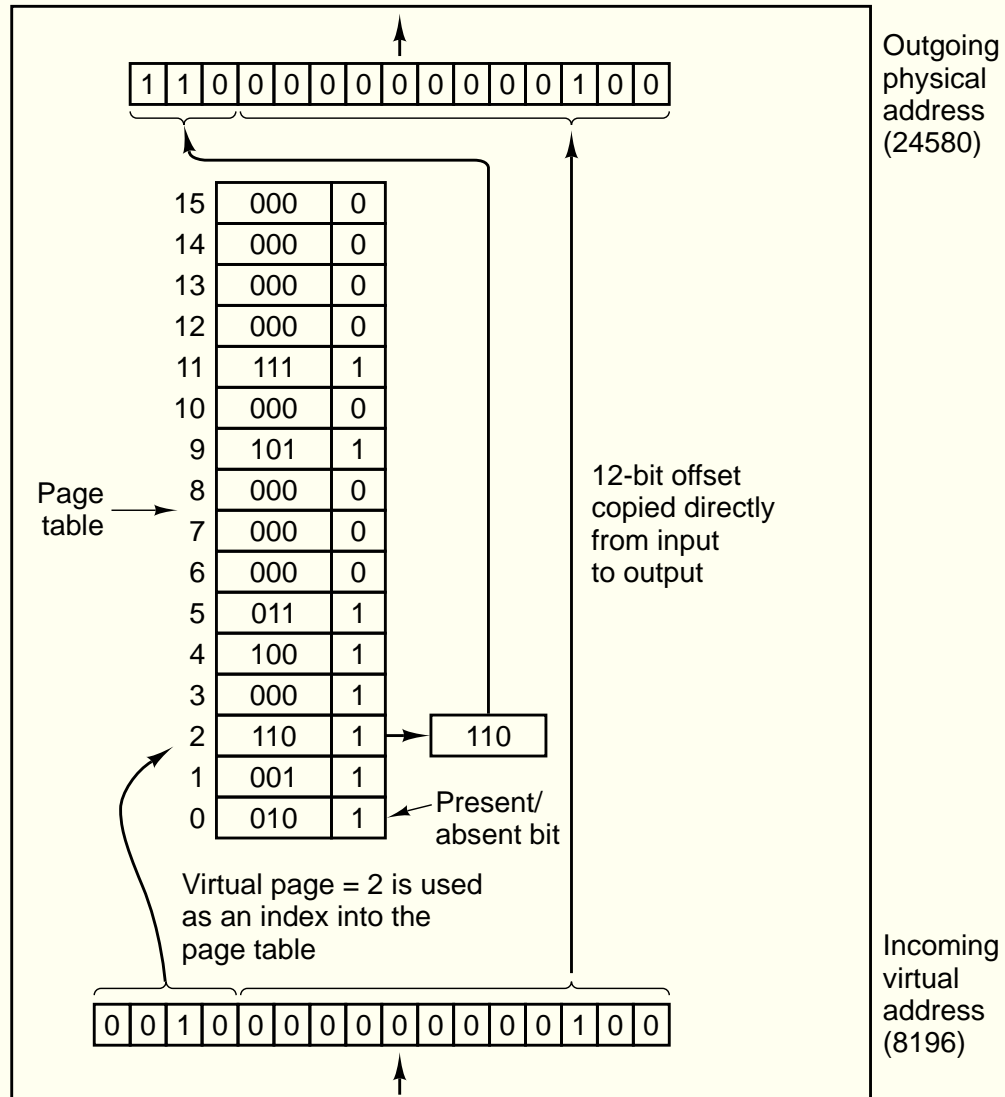 1 1 0 0 0 0 0 0 0 0 0 0 1 0 0
Outgoing
physical
address
(24580)
15 000 0
14 000 0
13 000 0
12 000 0
11 111 1
10 000 0
9 101 1
8 000 0
7 000 0
6 000 0
5 011 1
4 100 1
3 000 1
2 110 1 110
1 001 1
0 010 1
Page
table
12-bit offset
copied directly
from input
to output
Present/
absent bit
Virtual page = 2 is used
as an index into the
page table
Incoming
virtual
address
(8196)
0 0 1 0 0 0 0 0 0 0 0 0 0 1 0 0